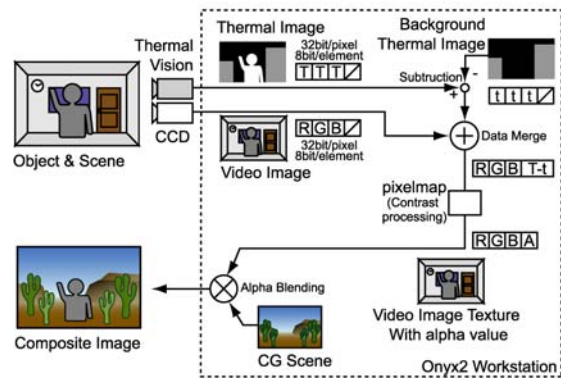 Thermal
Vision
CCD
Object & Scene
Thermal Image
32bit/pixel
8bit/element
T T T
Background
Thermal Image
Subtruction
-
+
t t t
R G B
32bit/pixel
8bit/element
Video Image
+
Data Merge
R G B T-t
pixelmap
(Contrast
processing)
R G B A
Alpha Blending
Composite Image
CG Scene
Video Image Texture
With alpha value
Onyx2 Workstation